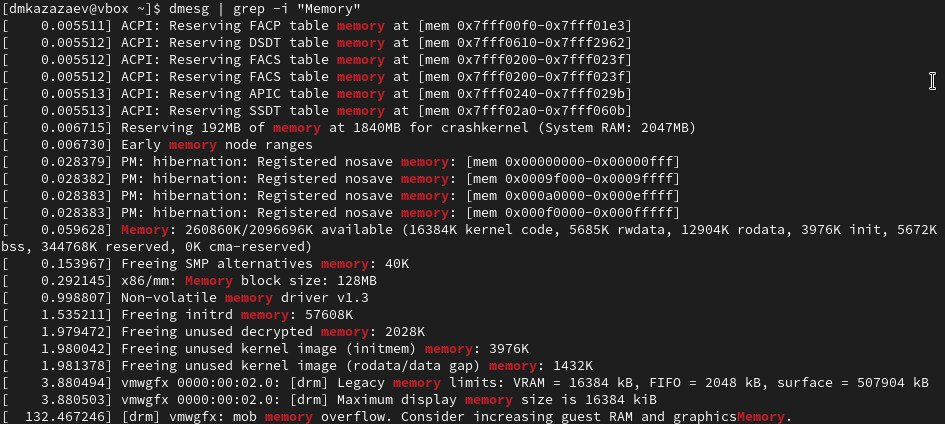 [dmkazazaev@vbox ~]$ dmesg | grep -i "Memory"
[    0.005511] ACPI: Reserving FACP table memory at [mem 0x7fff00f0-0x7fff01e3]
[    0.005512] ACPI: Reserving DSDT table memory at [mem 0x7fff0610-0x7fff2962]
[    0.005512] ACPI: Reserving FACS table memory at [mem 0x7fff0200-0x7fff023f]
[    0.005512] ACPI: Reserving FACS table memory at [mem 0x7fff0200-0x7fff023f]
[    0.005513] ACPI: Reserving APIC table memory at [mem 0x7fff0240-0x7fff029b]
[    0.005513] ACPI: Reserving SSDT table memory at [mem 0x7fff02a0-0x7fff060b]
[    0.006715] Reserving 192MB of memory at 1840MB for crashkernel (System RAM: 2047MB)
[    0.006730] Early memory node ranges
[    0.028379] PM: hibernation: Registered nosave memory: [mem 0x00000000-0x00000fff]
[    0.028382] PM: hibernation: Registered nosave memory: [mem 0x0009f000-0x0009ffff]
[    0.028383] PM: hibernation: Registered nosave memory: [mem 0x000a0000-0x000effff]
[    0.028383] PM: hibernation: Registered nosave memory: [mem 0x000f0000-0x000fffff]
[    0.059628] Memory: 260860K/2096696K available (16384K kernel code, 5685K rwdata, 12904K rodata, 3976K init, 5672K
bss, 344768K reserved, 0K cma-reserved)
[    0.153967] Freeing SMP alternatives memory: 40K
[    0.292145] x86/mm: Memory block size: 128MB
[    0.998807] Non-volatile memory driver v1.3
[    1.535211] Freeing initrd memory: 57608K
[    1.979472] Freeing unused decrypted memory: 2028K
[    1.980042] Freeing unused kernel image (initmem) memory: 3976K
[    1.981378] Freeing unused kernel image (rodata/data gap) memory: 1432K
[    3.880494] vmwgfx 0000:00:02.0: [drm] Legacy memory limits: VRAM = 16384 kB, FIFO = 2048 kB, surface = 507904 kB
[    3.880503] vmwgfx 0000:00:02.0: [drm] Maximum display memory size is 16384 kiB
[  132.467246] [drm] vmwgfx: mob memory overflow. Consider increasing guest RAM and graphicsMemory.